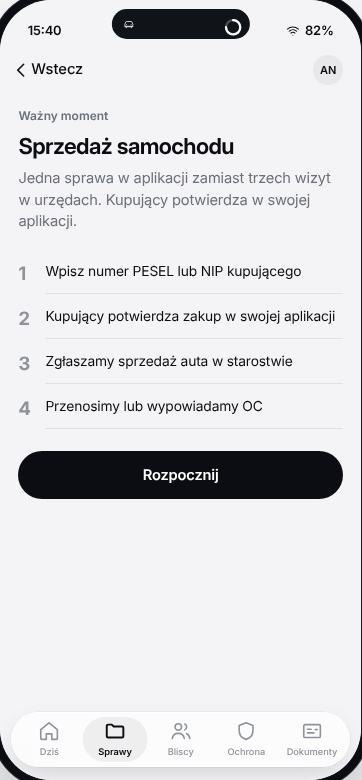 15:40
82%
Wstecz
AN
Ważny moment
Sprzedaż samochodu
Jedna sprawa w aplikacji zamiast trzech wizyt
w urzędach. Kupujący potwierdza w swojej
aplikacji.
1 Wpisz numer PESEL lub NIP kupującego
2 Kupujący potwierdza zakup w swojej aplikacji
3 Zgłaszamy sprzedaż auta w starostwie
4 Przenosimy lub wypowiadamy OC
Rozpocznij
Dziś
Sprawy
Bliscy
Ochrona
Dokumenty